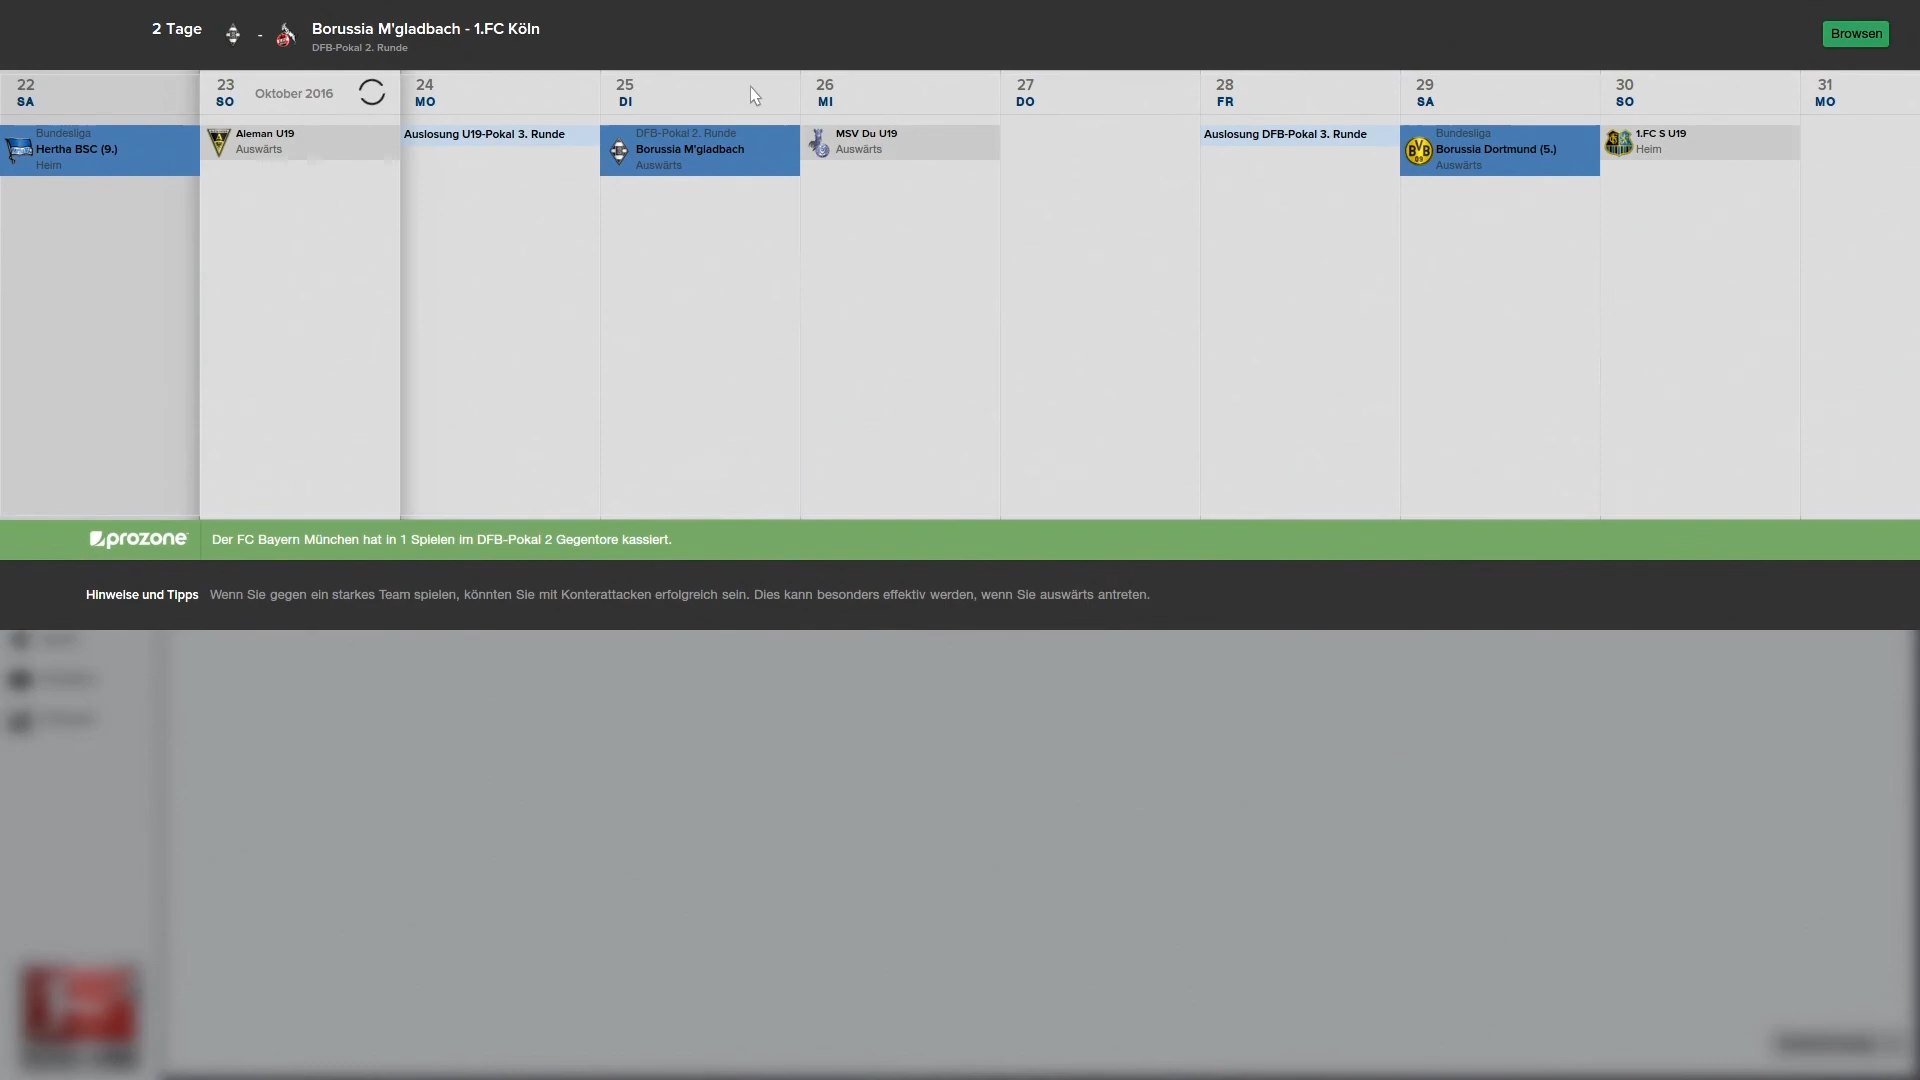 2 Tage
-
Borussia M'gladbach - 1.FC Köln
DFB-Pokal 2. Runde
Browsen
22
SA
23
SO
Oktober 2016
24
MO
25
DI
26
MI
27
DO
28
FR
29
SA
30
SO
31
MO
Bundesliga
Hertha BSC (9.)
Heim
Aleman U19
Auswärts
Auslosung U19-Pokal 3. Runde
DFB-Pokal 2. Runde
Borussia M'gladbach
Auswärts
MSV Du U19
Auswärts
Auslosung DFB-Pokal 3. Runde
Bundesliga
Borussia Dortmund (5.)
Auswärts
1.FC S U19
Heim
prozone
Der FC Bayern München hat in 1 Spielen im DFB-Pokal 2 Gegentore kassiert.
Hinweise und Tipps
Wenn Sie gegen ein starkes Team spielen, könnten Sie mit Konterattacken erfolgreich sein. Dies kann besonders effektiv werden, wenn Sie auswärts antreten.